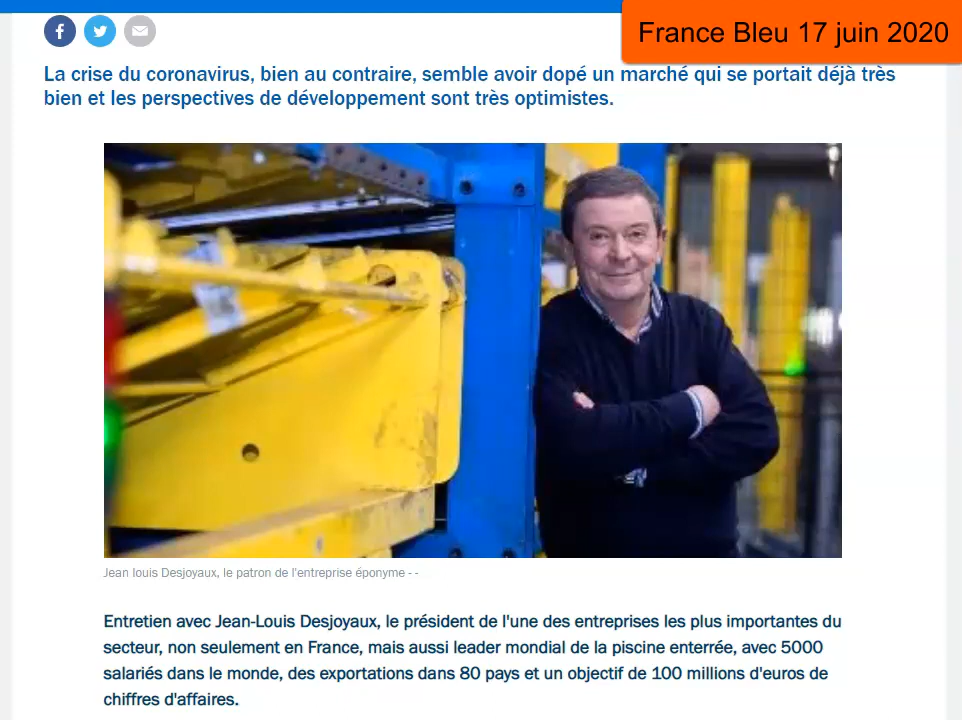 France Bleu 17 juin 2020
La crise du coronavirus, bien au contraire, semble avoir dopé un marché qui se portait déjà très
bien et les perspectives de développement sont très optimistes.
Jean louis Desjoyaux, le patron de l'entreprise éponyme - -
Entretien avec Jean-Louis Desjoyaux, le président de l'une des entreprises les plus importantes du
secteur, non seulement en France, mais aussi leader mondial de la piscine enterrée, avec 5000
salariés dans le monde, des exportations dans 80 pays et un objectif de 100 millions d'euros de
chiffres d'affaires.